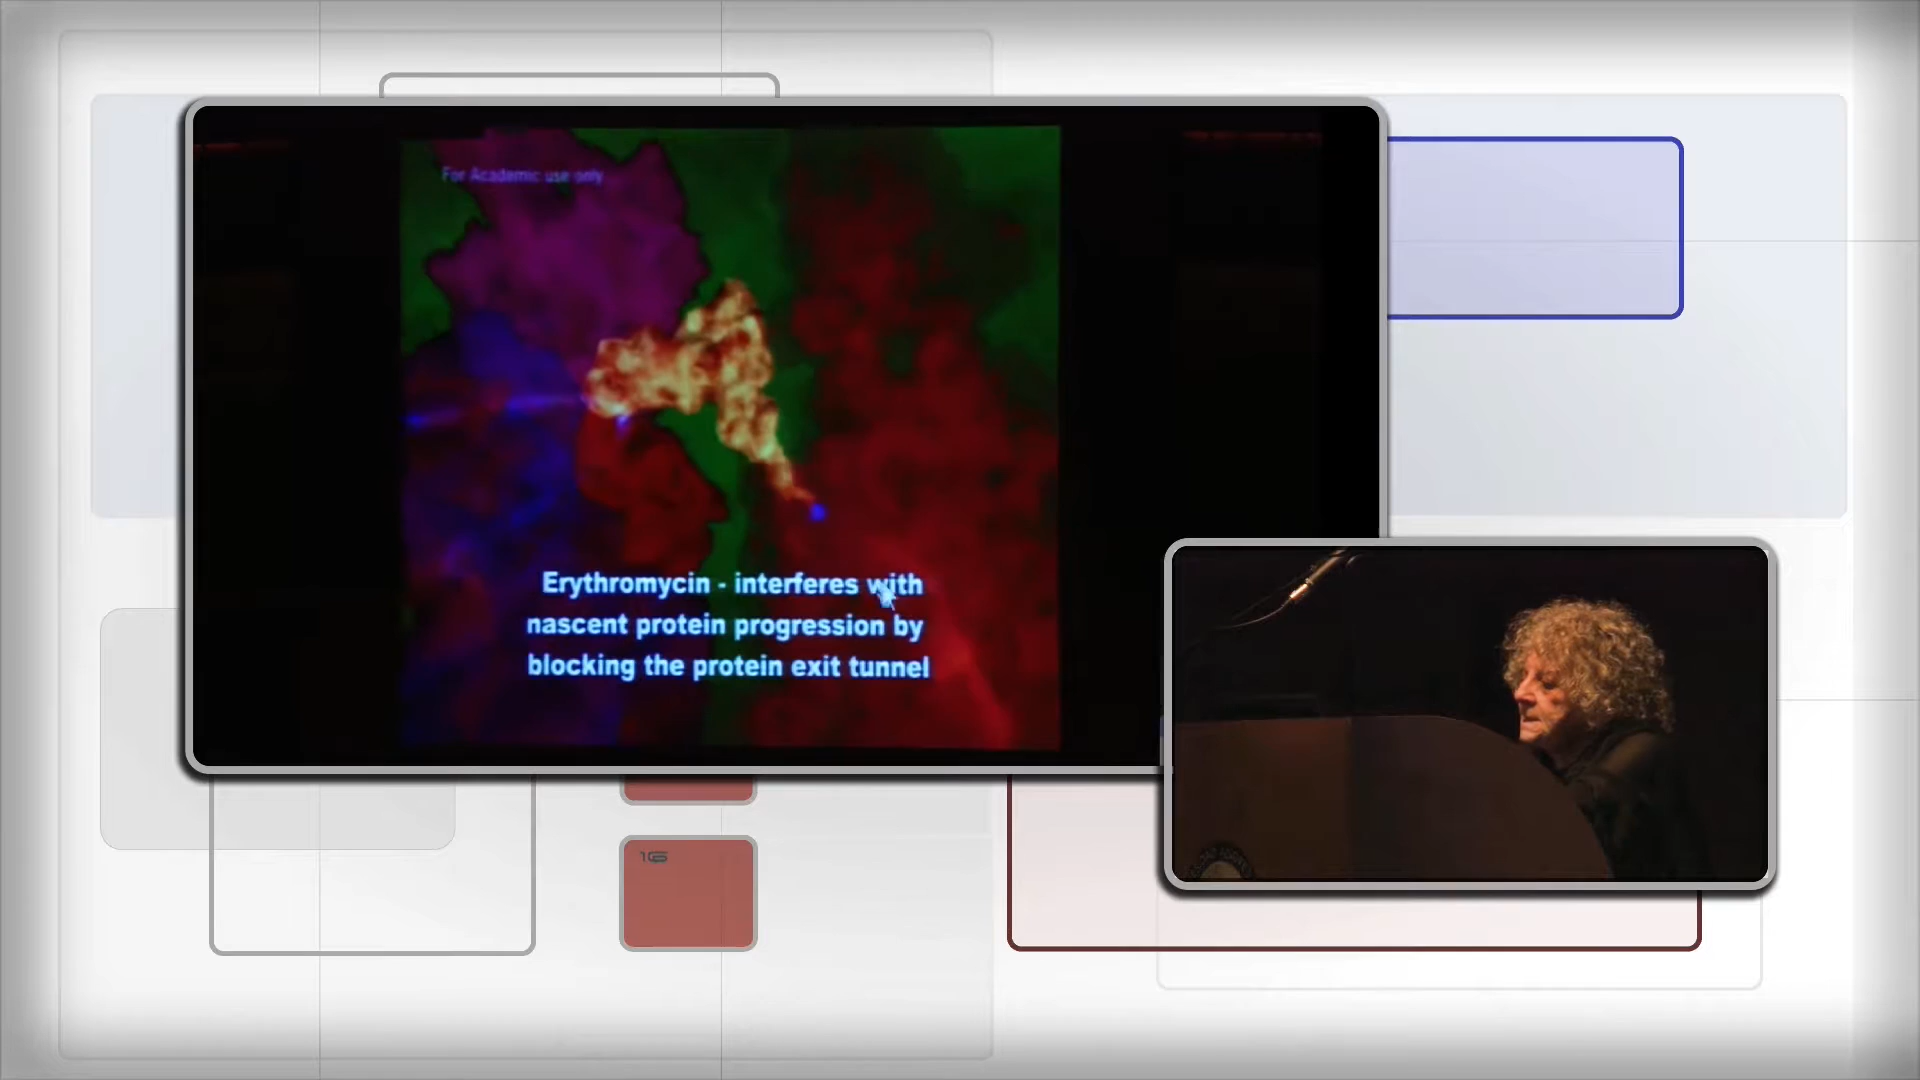 For Academic use only
Erythromycin - interferes with
nascent protein progression by
blocking the protein exit tunnel
16